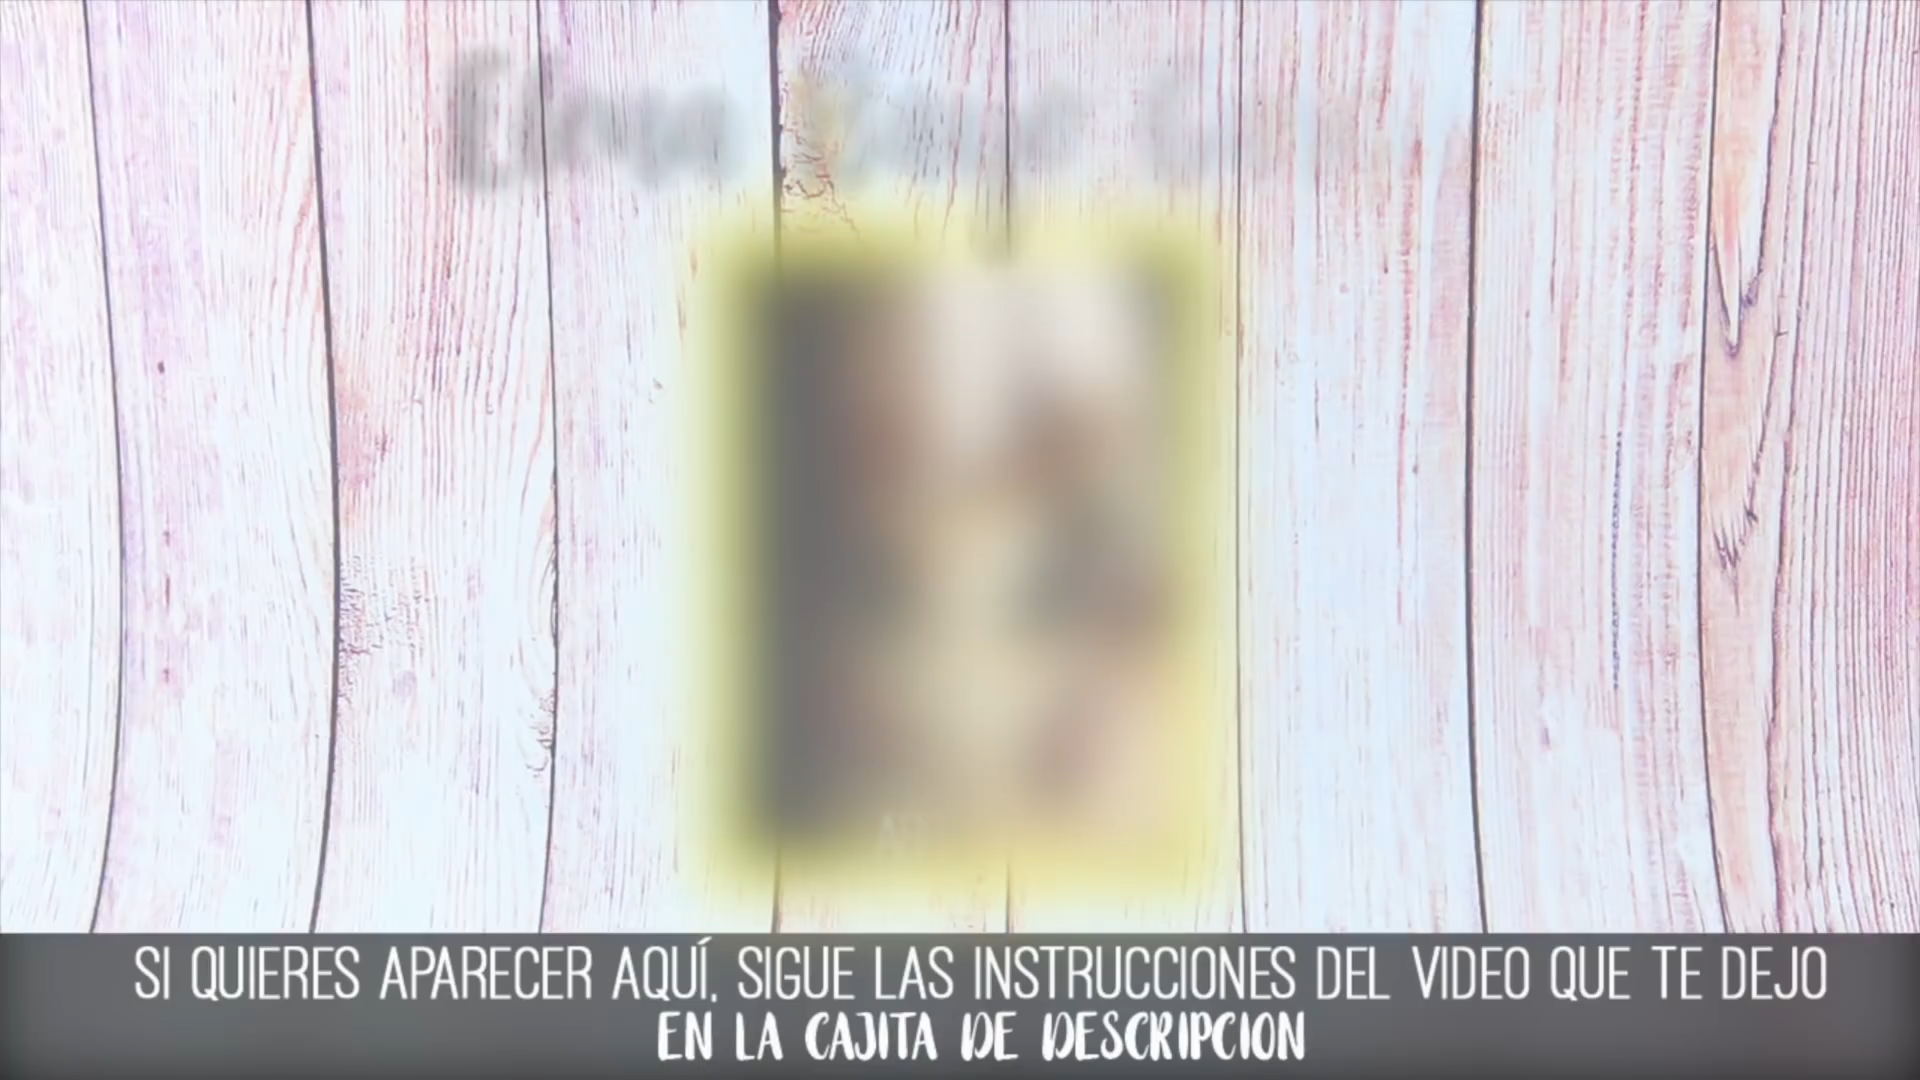 SI QUIERES APARECER AQUÍ, SIGUE LAS INSTRUCCIONES DEL VIDEO QUE TE DEJO
EN LA CAJITA DE DESCRIPCION